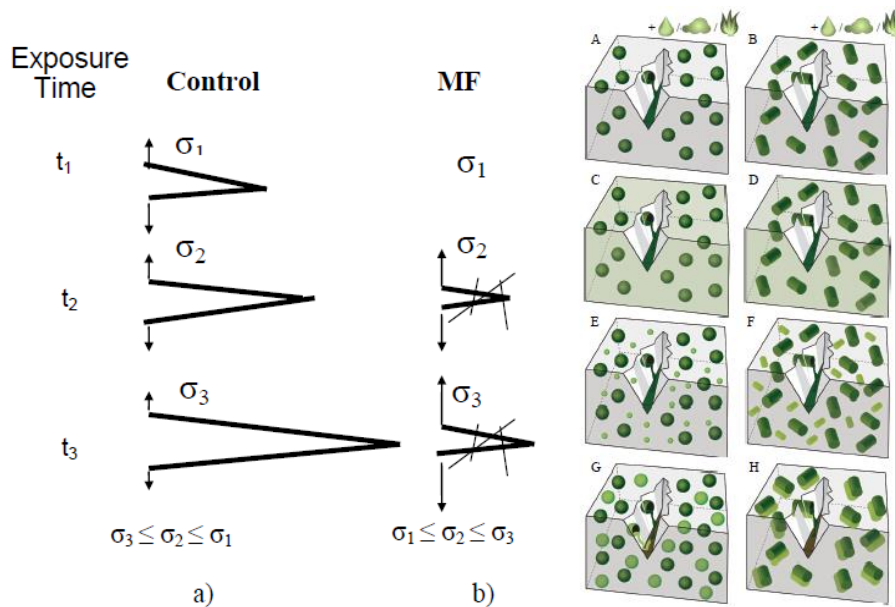 Exposure
Time
Control
MF
t₁
σ₁
σ₁
t₂
σ₂
σ₂
t₃
σ₃
σ₃
σ₃ ≤ σ₂ ≤ σ₁
σ₁ ≤ σ₂ ≤ σ₃
a)
b)
+ / /
+ / /
A
B
C
D
E
F
G
H